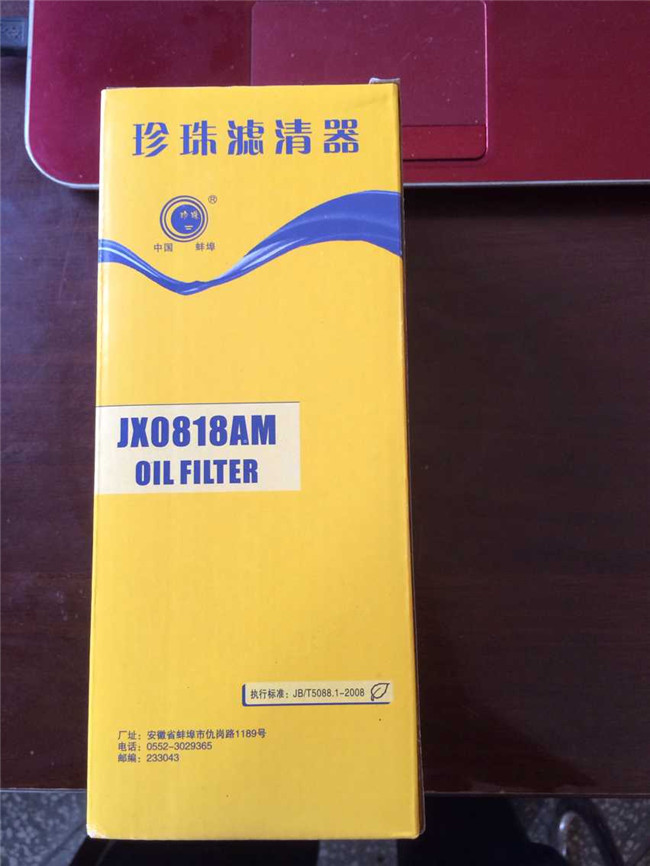 珍珠滤清器
珍珠
®
中国 蚌埠
JX0818AM
OIL FILTER
执行标准：JB/T5088.1-2008
厂址：安徽省蚌埠市仇岗路1189号
电话：0552-3029365
邮编：233043